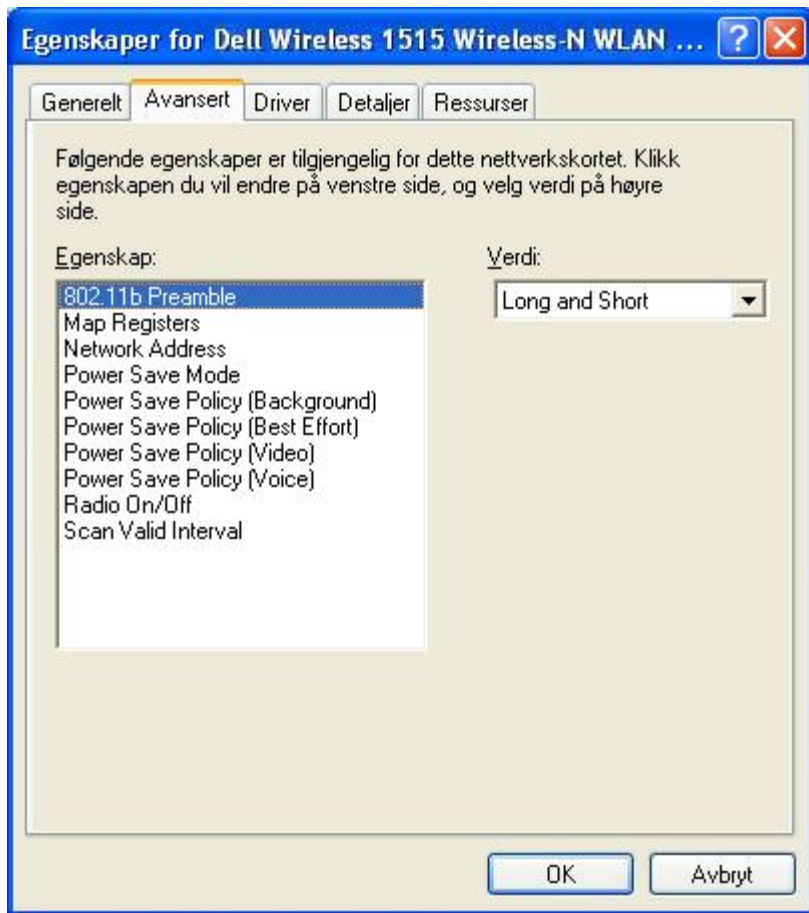 Egenskaper for Dell Wireless 1515 Wireless-N WLAN ...
Generelt
Avansert
Driver
Detaljer
Ressurser
Følgende egenskaper er tilgjengelig for dette nettverkskortet. Klikk
egenskapen du vil endre på venstre side, og velg verdi på høyre
side.
Egenskap:
802.11b Preamble
Map Registers
Network Address
Power Save Mode
Power Save Policy (Background)
Power Save Policy (Best Effort)
Power Save Policy (Video)
Power Save Policy (Voice)
Radio On/Off
Scan Valid Interval
Verdi:
Long and Short
OK
Avbryt